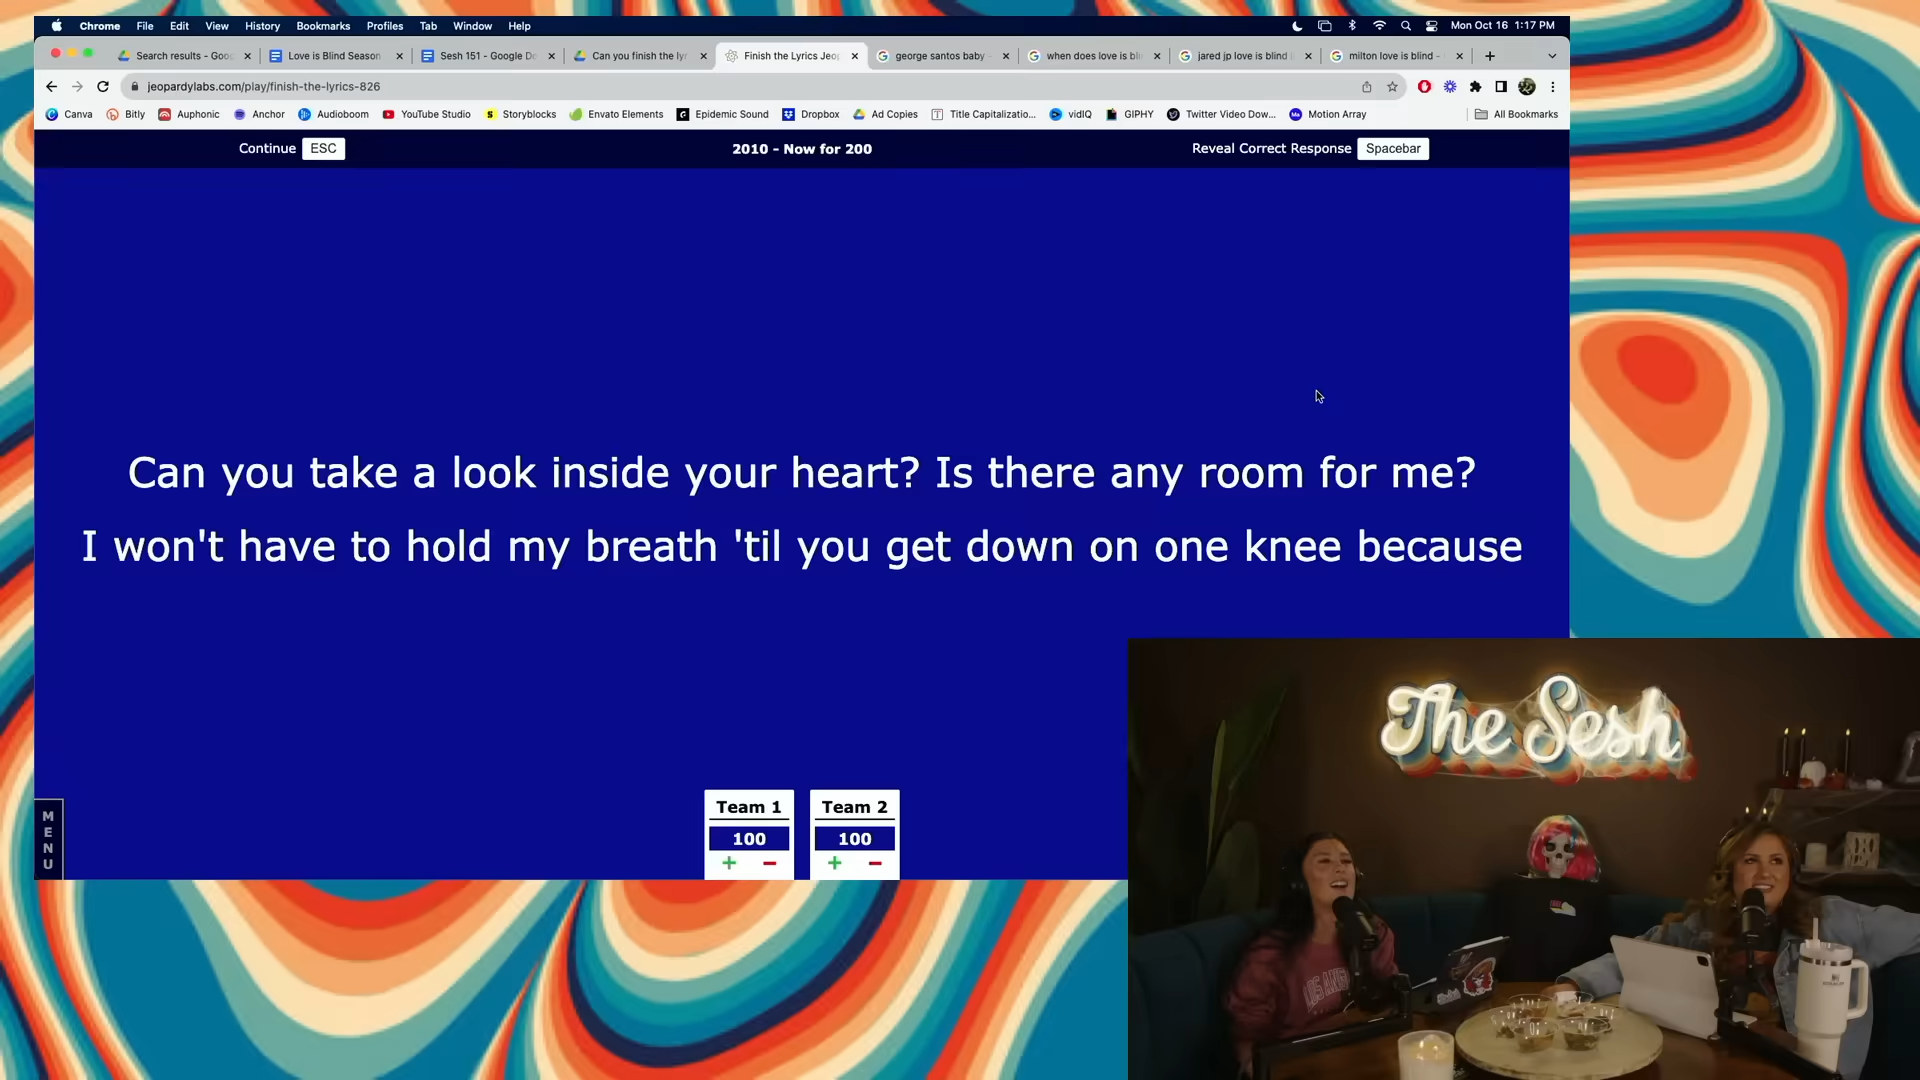 Chrome File Edit View History Bookmarks Profiles Tab Window Help Mon Oct 16 1:17 PM
Search results - Goo Love is Blind Season Sesh 151 - Google D Can you finish the ly Finish the Lyrics Jeo george santos baby - when does love is bli jared jp love is blind milton love is blind -
jeopardylabs.com/play/finish-the-lyrics-826
Canva Bitly Auphonic Anchor Audioboom YouTube Studio Storyblocks Envato Elements Epidemic Sound Dropbox Ad Copies Title Capitalizatio... vidIQ GIPHY Twitter Video Dow... Motion Array All Bookmarks
Continue ESC 2010 - Now for 200 Reveal Correct Response Spacebar
Can you take a look inside your heart? Is there any room for me?
I won't have to hold my breath 'til you get down on one knee because
The Sesh
MENU
Team 1 Team 2
100 100
+ − + −
LOS ANG